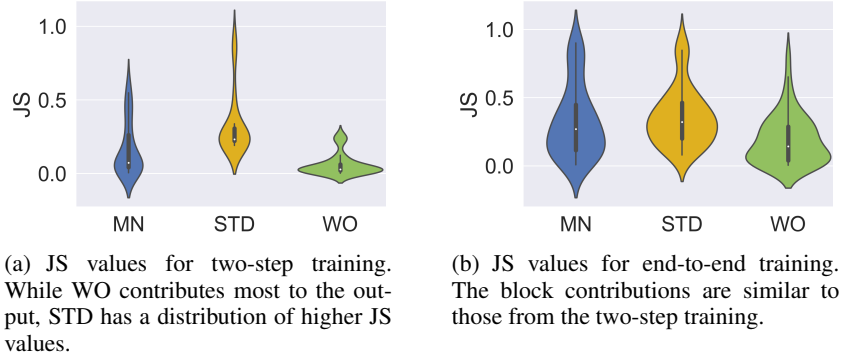 JS
1.0
0.5
0.0
MN STD WO
(a) JS values for two-step training.
While WO contributes most to the out-
put, STD has a distribution of higher JS
values.
JS
1.0
0.5
0.0
MN STD WO
(b) JS values for end-to-end training.
The block contributions are similar to
those from the two-step training.